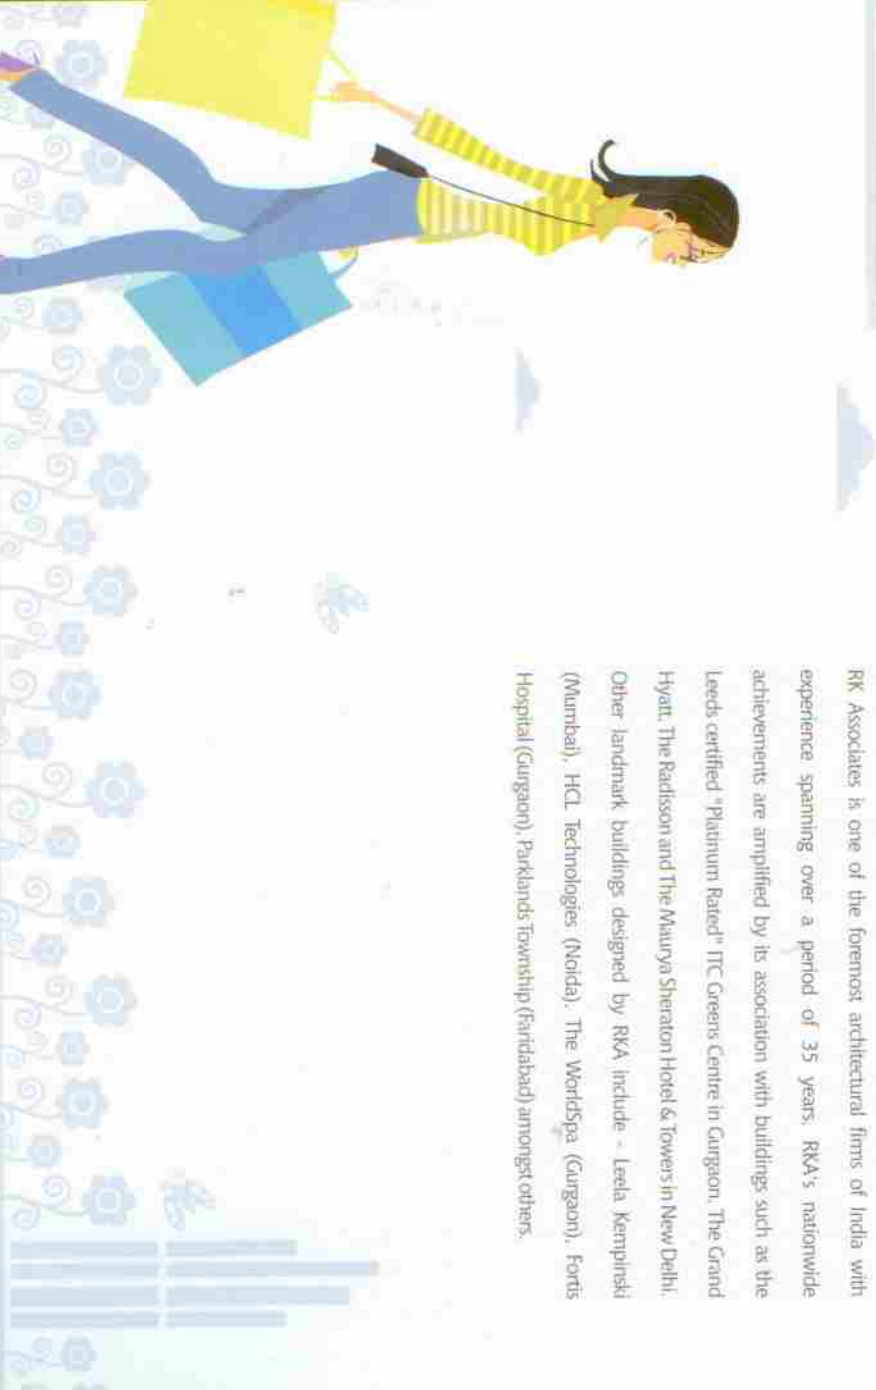 RK Associates is one of the foremost architectural firms of India with
experience spanning over a period of 35 years. RKA's nationwide
achievements are amplified by its association with buildings such as the
Leeds certified "Platinum Rated" ITC Greens Centre in Gurgaon, The Grand
Hyatt, The Radisson and The Maurya Sheraton Hotel & Towers in New Delhi.
Other landmark buildings designed by RKA include - Leela Kempinski
(Mumbai), HCL Technologies (Noida), The WorldSpa (Gurgaon), Fortis
Hospital (Gurgaon), Parklands Township (Faridabad) amongst others.